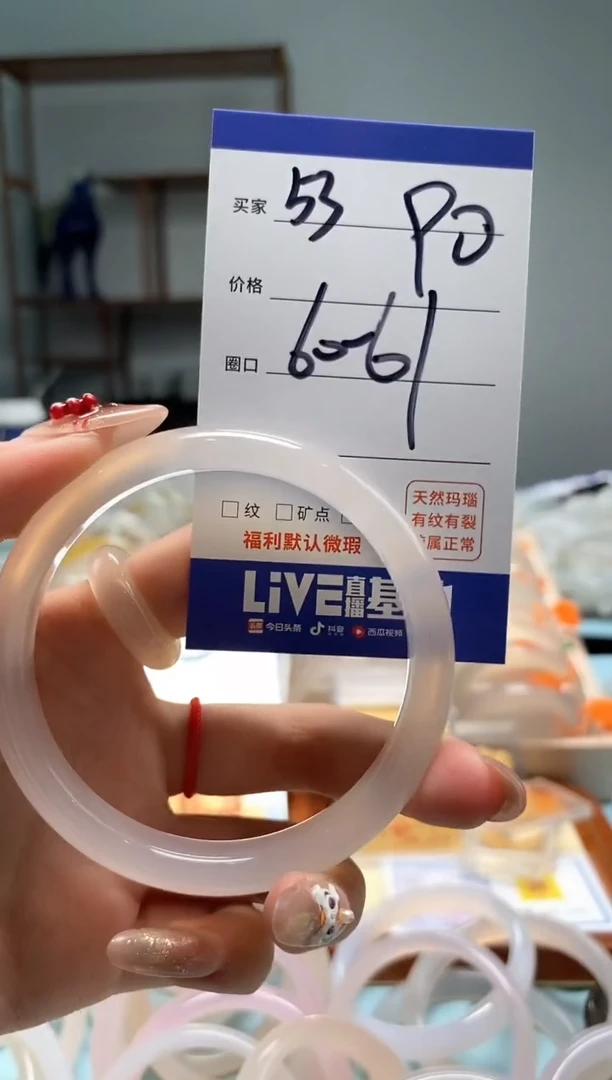 买家 53 PO
价格
圈口 60-61
天然玛瑙
□纹 □矿点
有纹有裂
属正常
福利默认微瑕
LiVE直播基
今日头条 抖音 西瓜视频